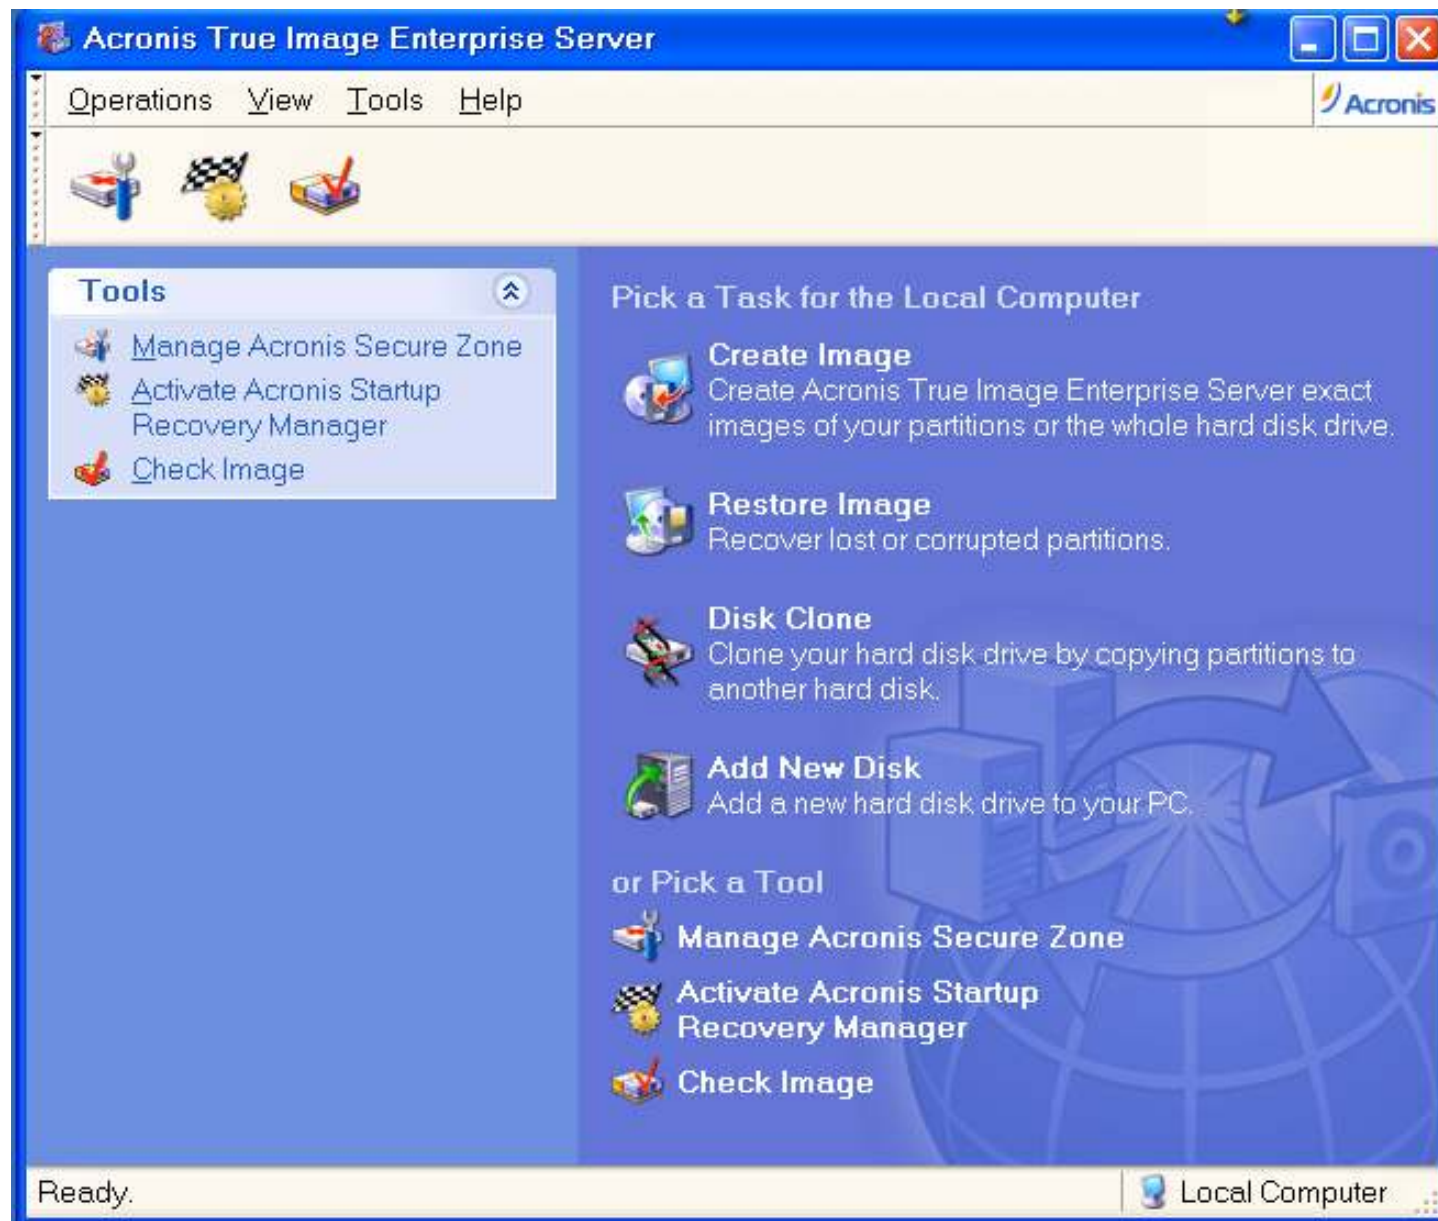 Acronis True Image Enterprise Server
Operations View Tools Help
Acronis
Tools
Manage Acronis Secure Zone
Activate Acronis Startup
Recovery Manager
Check Image
Pick a Task for the Local Computer
Create Image
Create Acronis True Image Enterprise Server exact
images of your partitions or the whole hard disk drive.
Restore Image
Recover lost or corrupted partitions.
Disk Clone
Clone your hard disk drive by copying partitions to
another hard disk.
Add New Disk
Add a new hard disk drive to your PC.
or Pick a Tool
Manage Acronis Secure Zone
Activate Acronis Startup
Recovery Manager
Check Image
Ready.
Local Computer